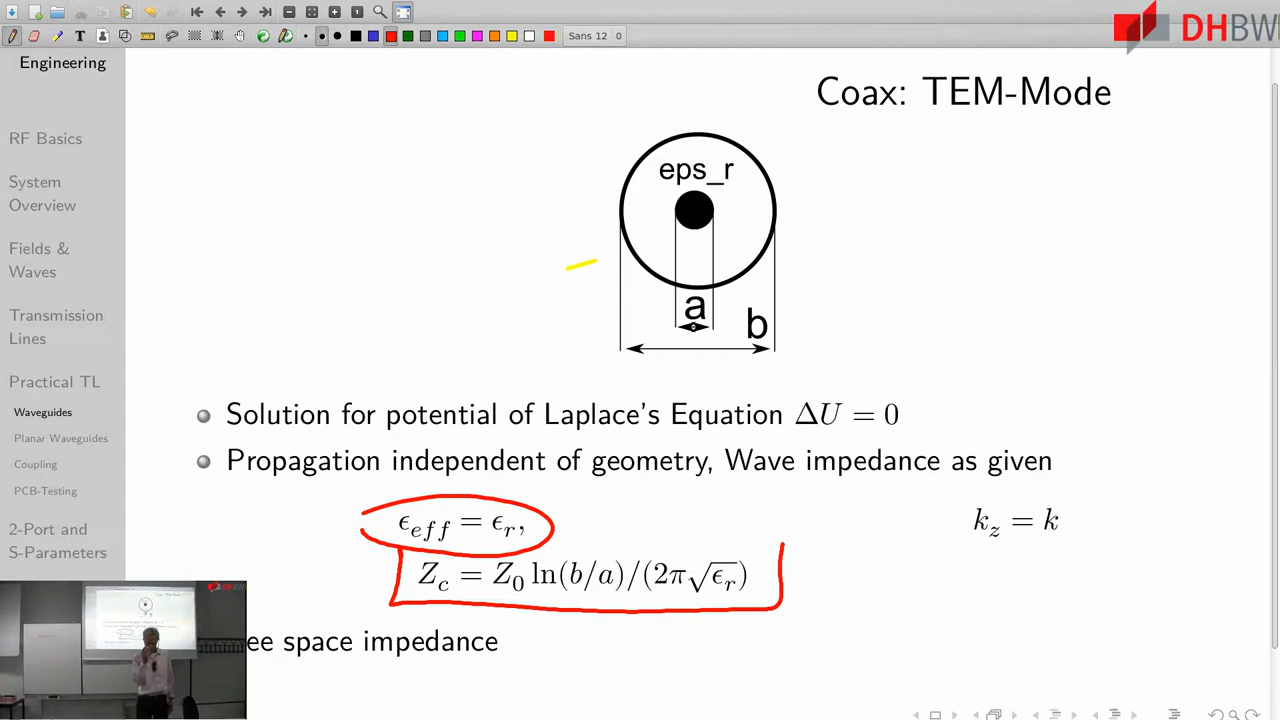 Sans 12 0
DHBW
Engineering
Coax: TEM-Mode
RF Basics
System
Overview
Fields &
Waves
Transmission
Lines
Practical TL
Waveguides
Planar Waveguides
Coupling
PCB-Testing
2-Port and
S-Parameters
eps_r
a
b
Solution for potential of Laplace's Equation ΔU = 0
Propagation independent of geometry, Wave impedance as given
ϵ_eff = ϵ_r, k_z = k
Z_c = Z_0 ln(b/a)/(2π√ϵ_r)
ee space impedance